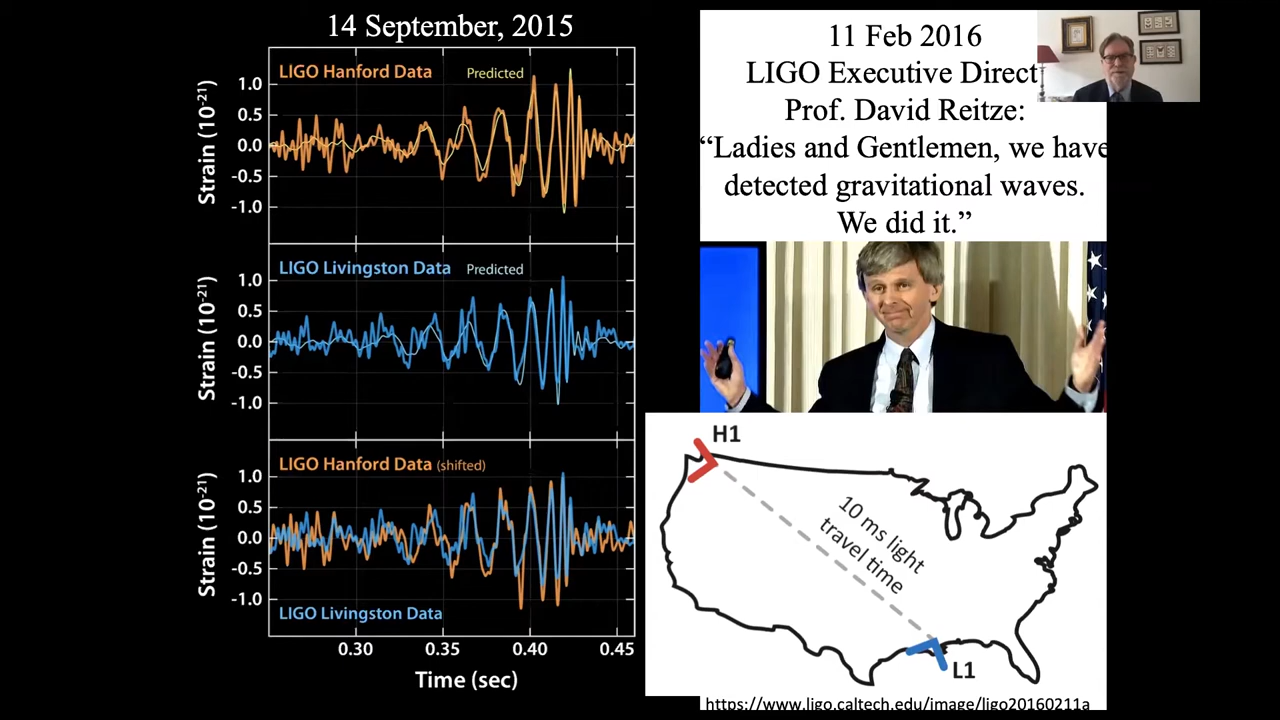 14 September, 2015
LIGO Hanford Data
Predicted
Strain (10-21)
1.0
0.5
0.0
-0.5
-1.0
LIGO Livingston Data
Predicted
Strain (10-21)
1.0
0.5
0.0
-0.5
-1.0
LIGO Hanford Data (shifted)
Strain (10-21)
1.0
0.5
0.0
-0.5
-1.0
LIGO Livingston Data
0.30 0.35 0.40 0.45
Time (sec)
11 Feb 2016
LIGO Executive Direct
Prof. David Reitze:
“Ladies and Gentlemen, we have
detected gravitational waves.
We did it.”
H1
10 ms light
travel time
L1
https://www.ligo.caltech.edu/image/ligo20160211a